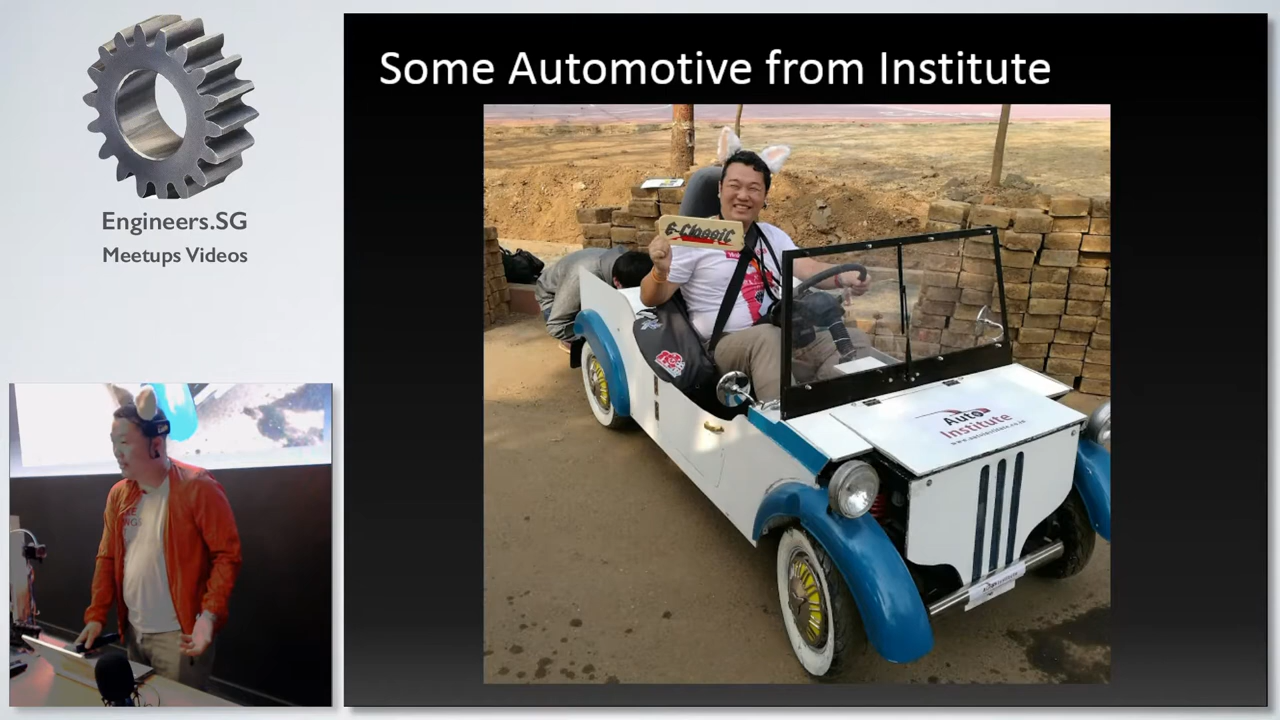 Engineers.SG
Meetups Videos
Some Automotive from Institute
E-Classic
Auto
Institute